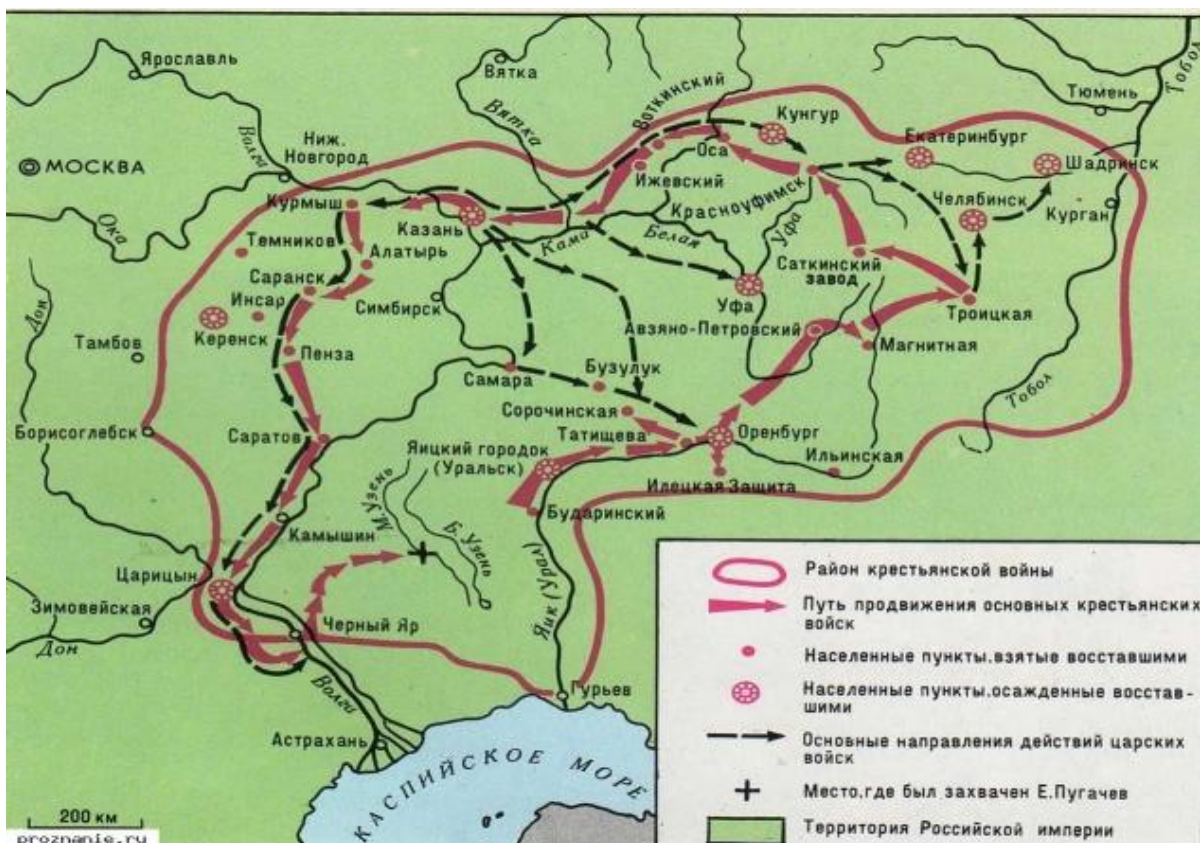 Ярославль
Вятка
Тобол
Тюмень
Волга
Вятка
Воткинский
Кунгур
Екатеринбург
Шадринск
МОСКВА
Ниж.
Новгород
Оса
Ижевский
Красноуфимск
Челябинск
Курган
Ока
Курмыш
Казань
Кама
Белая
Уфа
Темников
Алатырь
Саткинский
завод
Саранск
Симбирск
Уфа
Троицкая
Дон
Инсар
Керенск
Авзяно-Петровский
Магнитная
Тамбов
Пенза
Самара
Бузулук
Тобол
Сорочинская
Борисоглебск
Саратов
Татищева
Оренбург
Яицкий городок
(Уральск)
Ильинская
Илецкая Защита
М.Узень
Б.Узень
Бударинский
Камышин
Царицын
Яик (Урал)
Зимовейская
Черный Яр
Дон
Волга
Гурьев
Астрахань
КАСПИЙСКОЕ МОРЕ
200 км
proznanie.ru
Район крестьянской войны
Путь продвижения основных крестьянских
войск
Населенные пункты.взятые восставшими
Населенные пункты.осажденные восстав-
шими
Основные направления действий царских
войск
Место.где был захвачен Е.Пугачев
Территория Российской империи